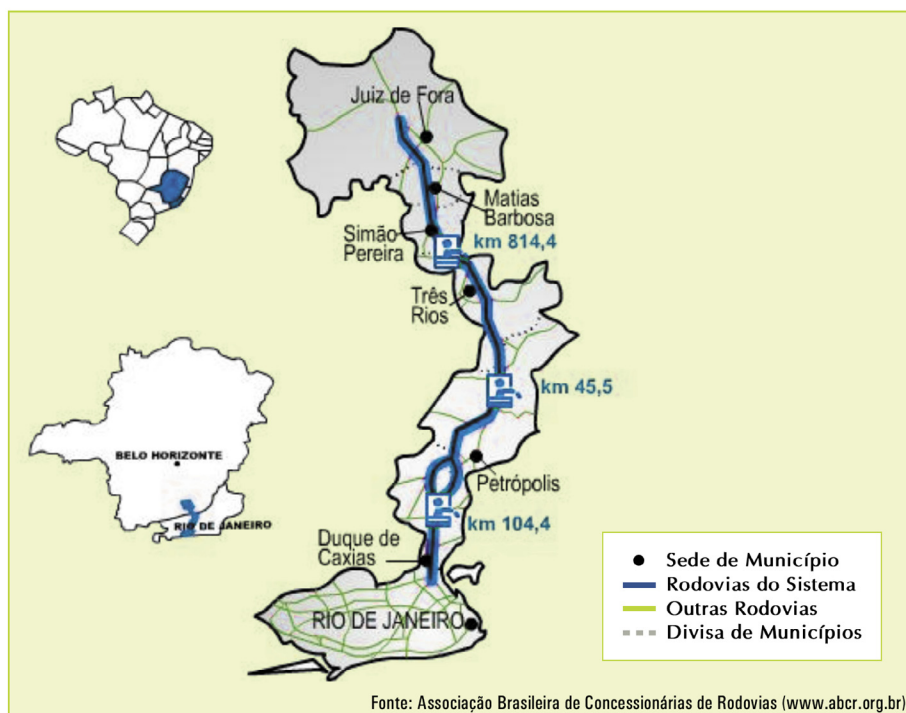 Juiz de Fora
Matias
Barbosa
Simão
Pereira
km 814,4
Três
Rios
km 45,5
BELO HORIZONTE
Petrópolis
RIO DE JANEIRO
km 104,4
Duque de
Caxias
RIO DE JANEIRO
Sede de Município
Rodovias do Sistema
Outras Rodovias
Divisa de Municípios
Fonte: Associação Brasileira de Concessionárias de Rodovias (www.abcr.org.br)